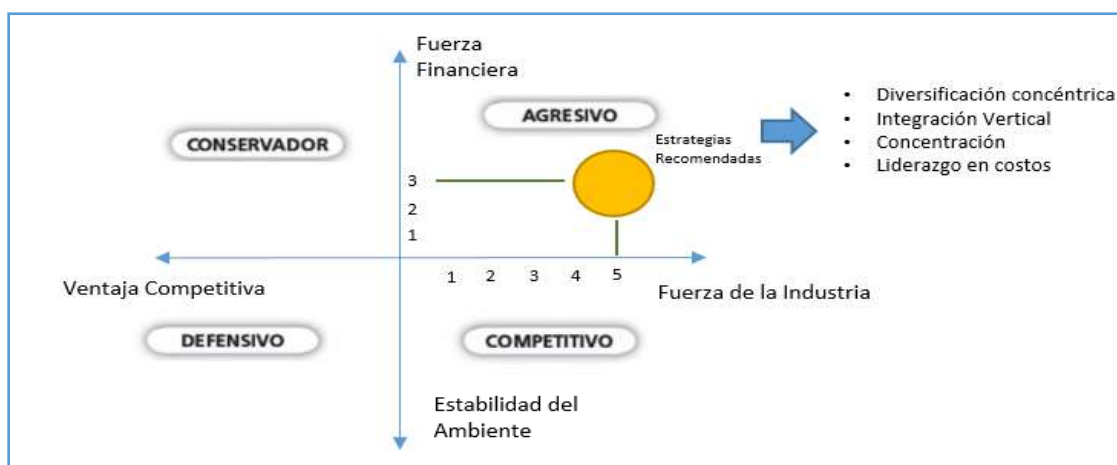 Fuerza
Financiera
AGRESIVO
CONSERVADOR
Estrategias
Recomendadas
• Diversificación concéntrica
• Integración Vertical
• Concentración
• Liderazgo en costos
3
2
1
1 2 3 4 5
Ventaja Competitiva
Fuerza de la Industria
DEFENSIVO
COMPETITIVO
Estabilidad del
Ambiente